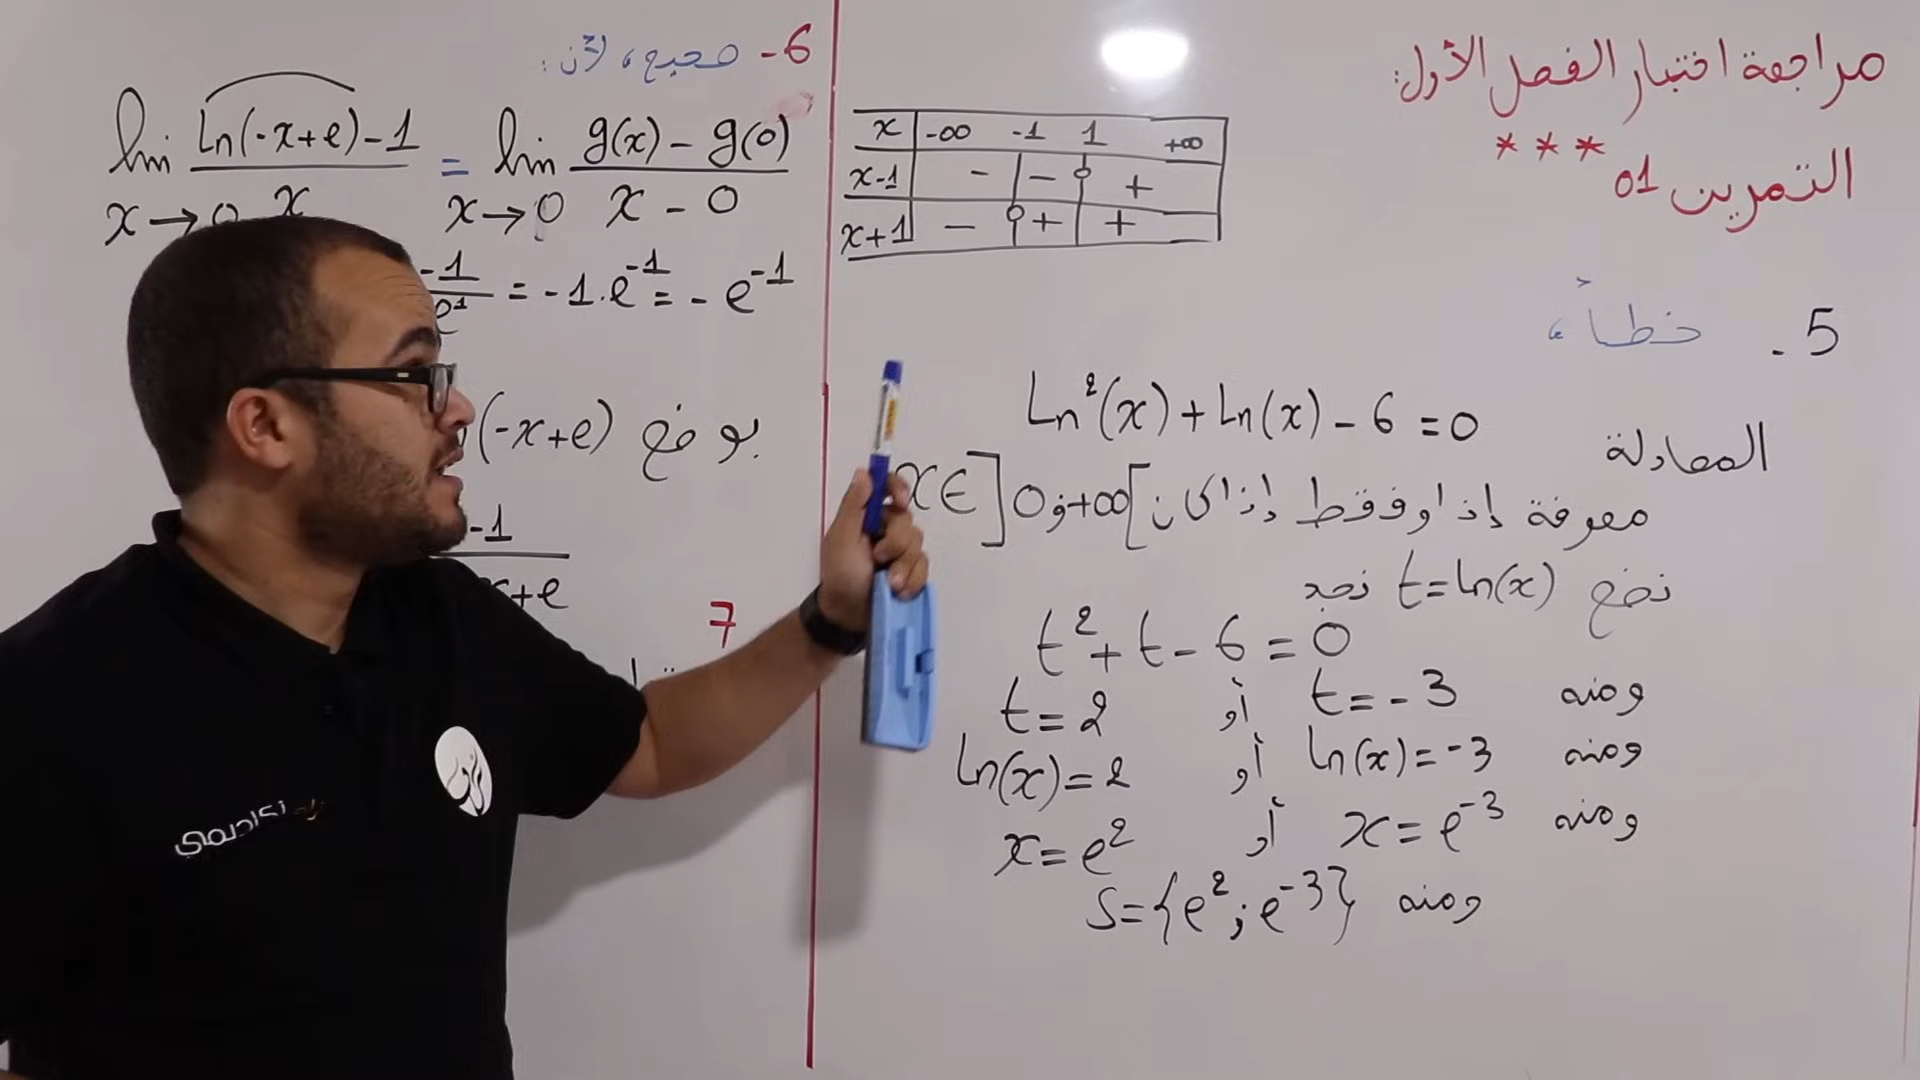 مراجعة اختبار الفصل الأول:
التمرين 01 ***
x | -∞ -1 1 +∞
x-1 | - - +
x+1 | - + +
5- خطأ،
المعادلة Ln²(x) + Ln(x) - 6 = 0
معرفة إذا وفقط إذا كان x ∈ ]0 ; +∞[
نضع t = ln(x) نجد
t² + t - 6 = 0
ومنه t = -3 أو t = 2
ومنه ln(x) = -3 أو ln(x) = 2
ومنه x = e⁻³ أو x = e²
ومنه S = {e² ; e⁻³}
6- صحيح، لأن:
lim x→0 (Ln(-x+e) - 1)/x = lim x→0 (g(x) - g(0))/(x - 0)
-1/e¹ = -1.e⁻¹ = -e⁻¹
بوضع (-x+e)
-1
x+e
7